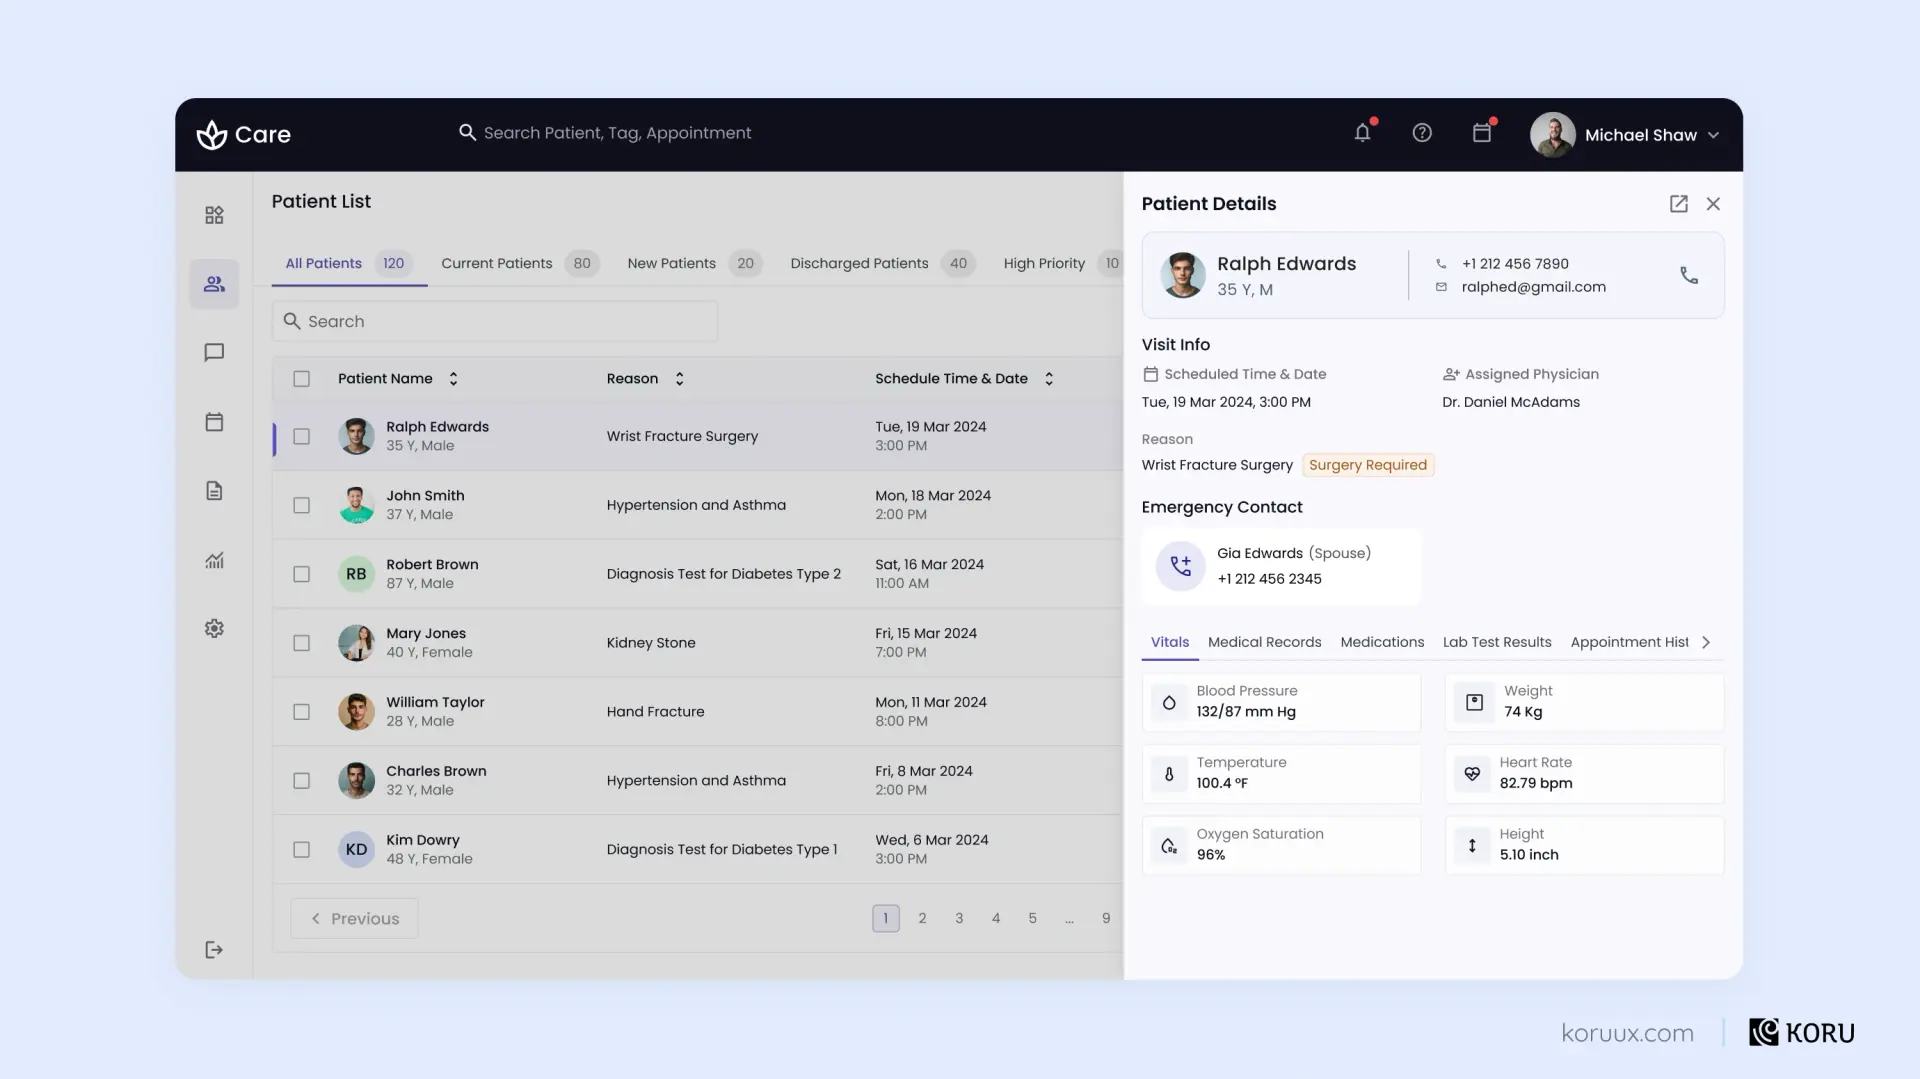 Care
Search Patient, Tag, Appointment
Michael Shaw
Patient List
All Patients 120 Current Patients 80 New Patients 20 Discharged Patients 40 High Priority 10
Search
Patient Name Reason Schedule Time & Date
Ralph Edwards
35 Y, Male
Wrist Fracture Surgery
Tue, 19 Mar 2024
3:00 PM
John Smith
37 Y, Male
Hypertension and Asthma
Mon, 18 Mar 2024
2:00 PM
RB
Robert Brown
87 Y, Male
Diagnosis Test for Diabetes Type 2
Sat, 16 Mar 2024
11:00 AM
Mary Jones
40 Y, Female
Kidney Stone
Fri, 15 Mar 2024
7:00 PM
William Taylor
28 Y, Male
Hand Fracture
Mon, 11 Mar 2024
8:00 PM
Charles Brown
32 Y, Male
Hypertension and Asthma
Fri, 8 Mar 2024
2:00 PM
KD
Kim Dowry
48 Y, Female
Diagnosis Test for Diabetes Type 1
Wed, 6 Mar 2024
3:00 PM
Previous
1 2 3 4 5 ... 9
Patient Details
Ralph Edwards
35 Y, M
+1 212 456 7890
ralphed@gmail.com
Visit Info
Scheduled Time & Date
Tue, 19 Mar 2024, 3:00 PM
Assigned Physician
Dr. Daniel McAdams
Reason
Wrist Fracture Surgery Surgery Required
Emergency Contact
Gia Edwards (Spouse)
+1 212 456 2345
Vitals Medical Records Medications Lab Test Results Appointment Hist
Blood Pressure
132/87 mm Hg
Weight
74 Kg
Temperature
100.4 ºF
Heart Rate
82.79 bpm
Oxygen Saturation
96%
Height
5.10 inch
koruux.com
KORU